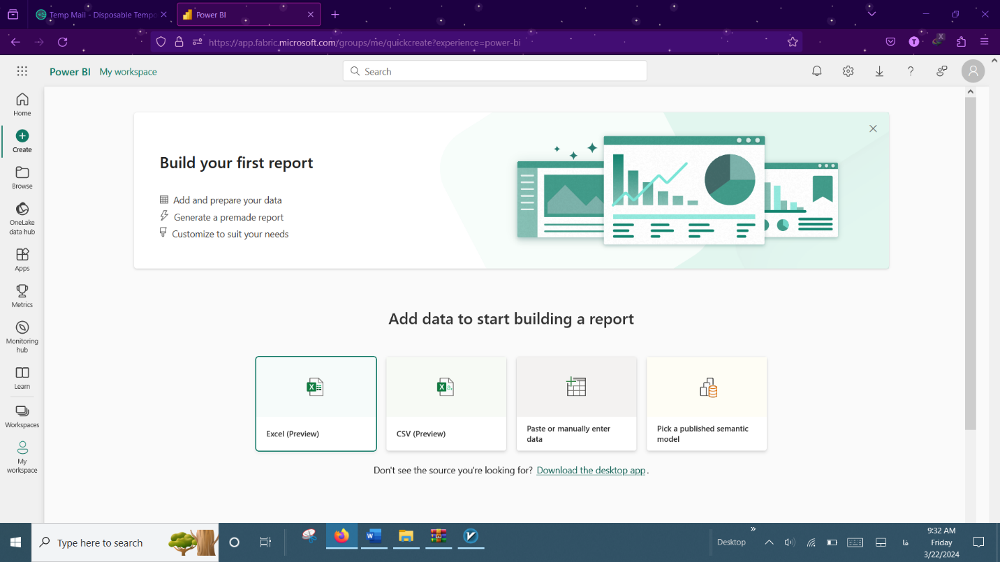 Temp Mail - Disposable Tempo
Power BI
https://app.fabric.microsoft.com/groups/me/quickcreate?experience=power-bi
T
X
Power BI My workspace
Search
Home
Create
Browse
OneLake
data hub
Apps
Metrics
Monitoring
hub
Learn
Workspaces
My
workspace
Build your first report
Add and prepare your data
Generate a premade report
Customize to suit your needs
Add data to start building a report
Excel (Preview)
CSV (Preview)
Paste or manually enter
data
Pick a published semantic
model
Don't see the source you're looking for? Download the desktop app.
Type here to search
Desktop
فا
9:32 AM
Friday
3/22/2024